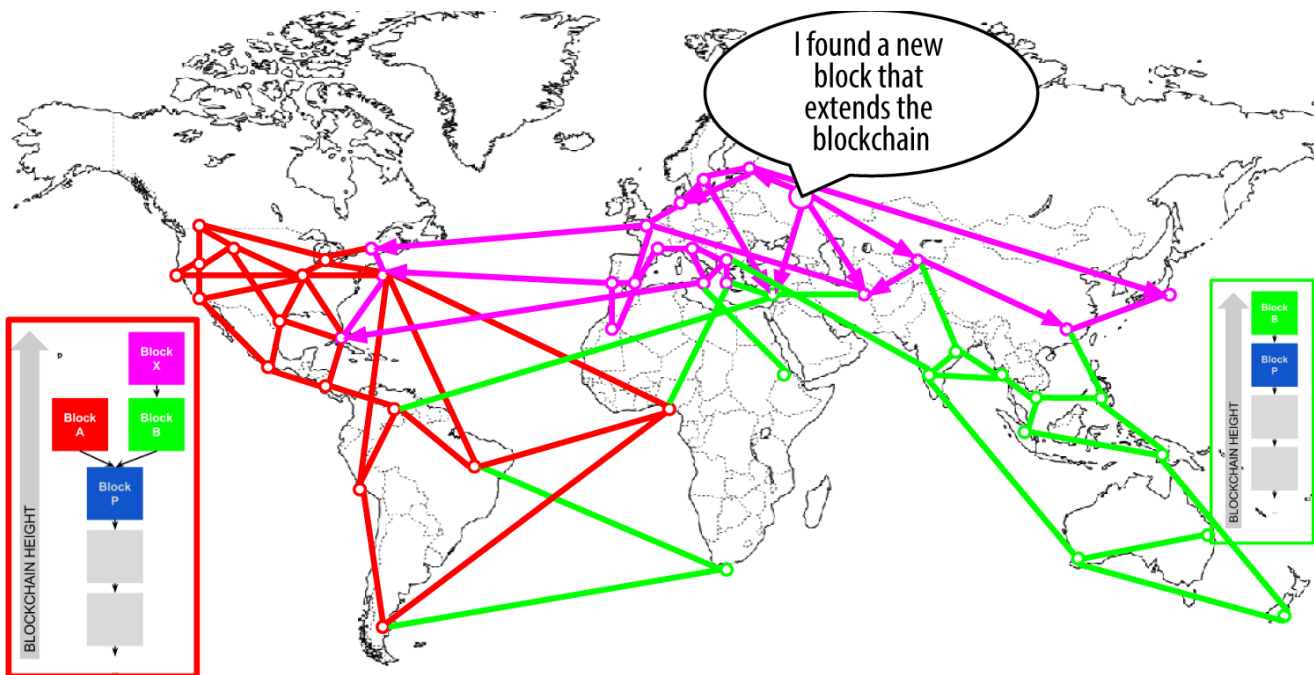 I found a new
block that
extends the
blockchain
BLOCKCHAIN HEIGHT
Block
X
Block
A
Block
B
Block
P
BLOCKCHAIN HEIGHT
Block
B
Block
P